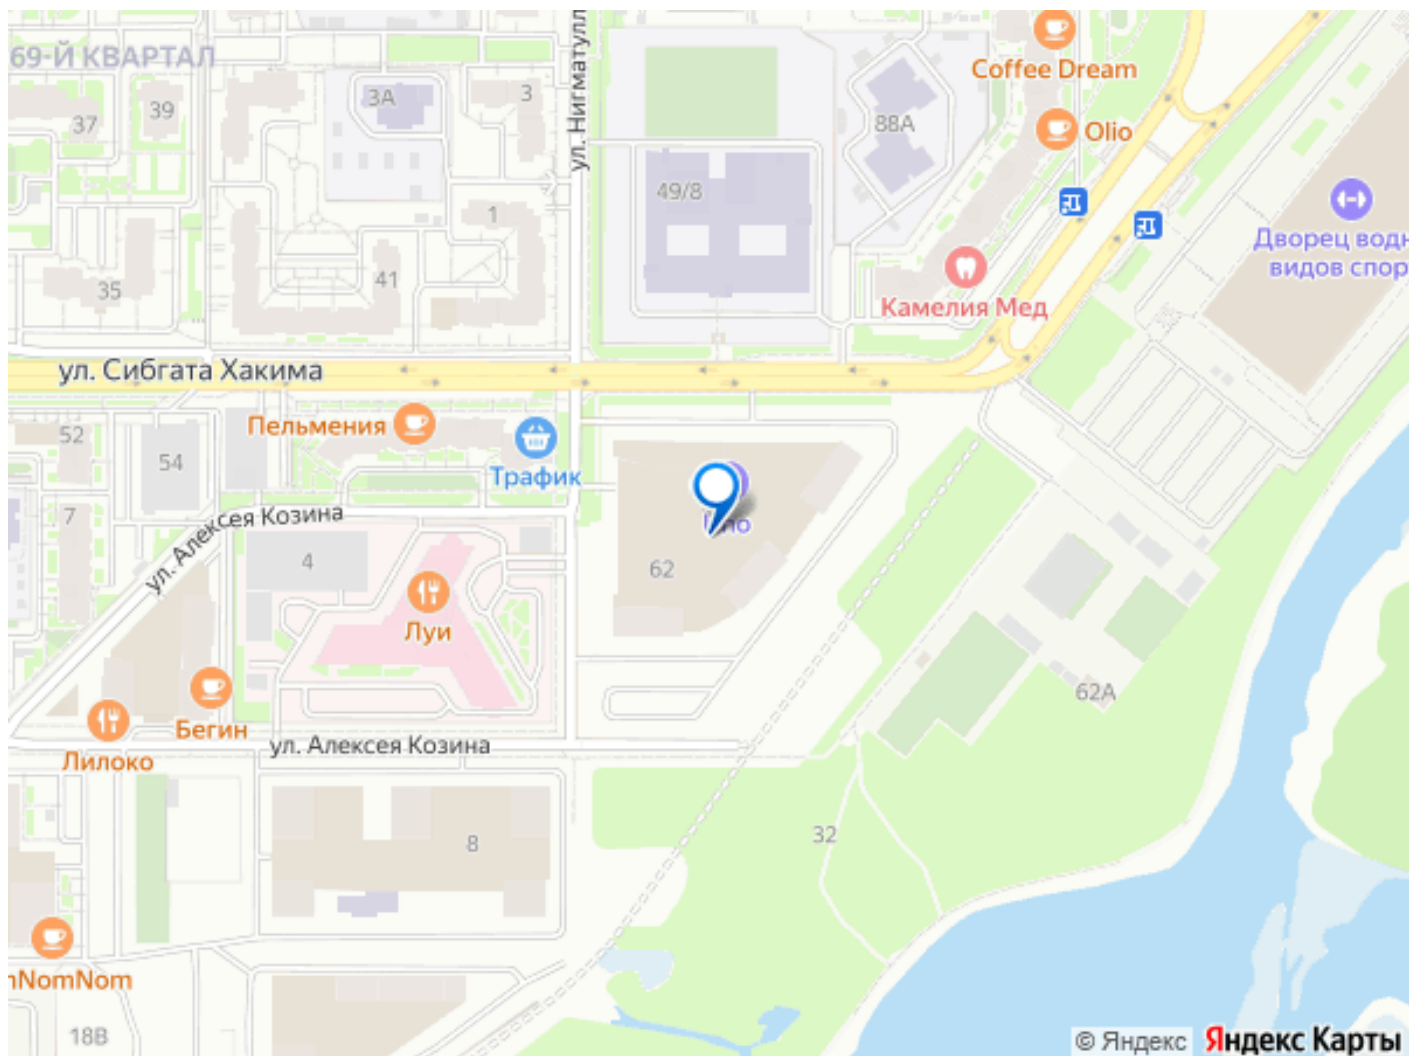 69-Й КВАРТАЛ
37
39
3А
3
ул. Нигматулл
88А
Coffee Dream
Olio
49/8
1
35
41
Дворец водн
видов спор
Камелия Мед
ул. Сибгата Хакима
52
54
Пельмения
Трафик
7
ул. Алексея Козина
4
62
Луи
62А
Бегин
Лилоко
ул. Алексея Козина
8
32
nNomNom
18В
© Яндекс
Яндекс Карты